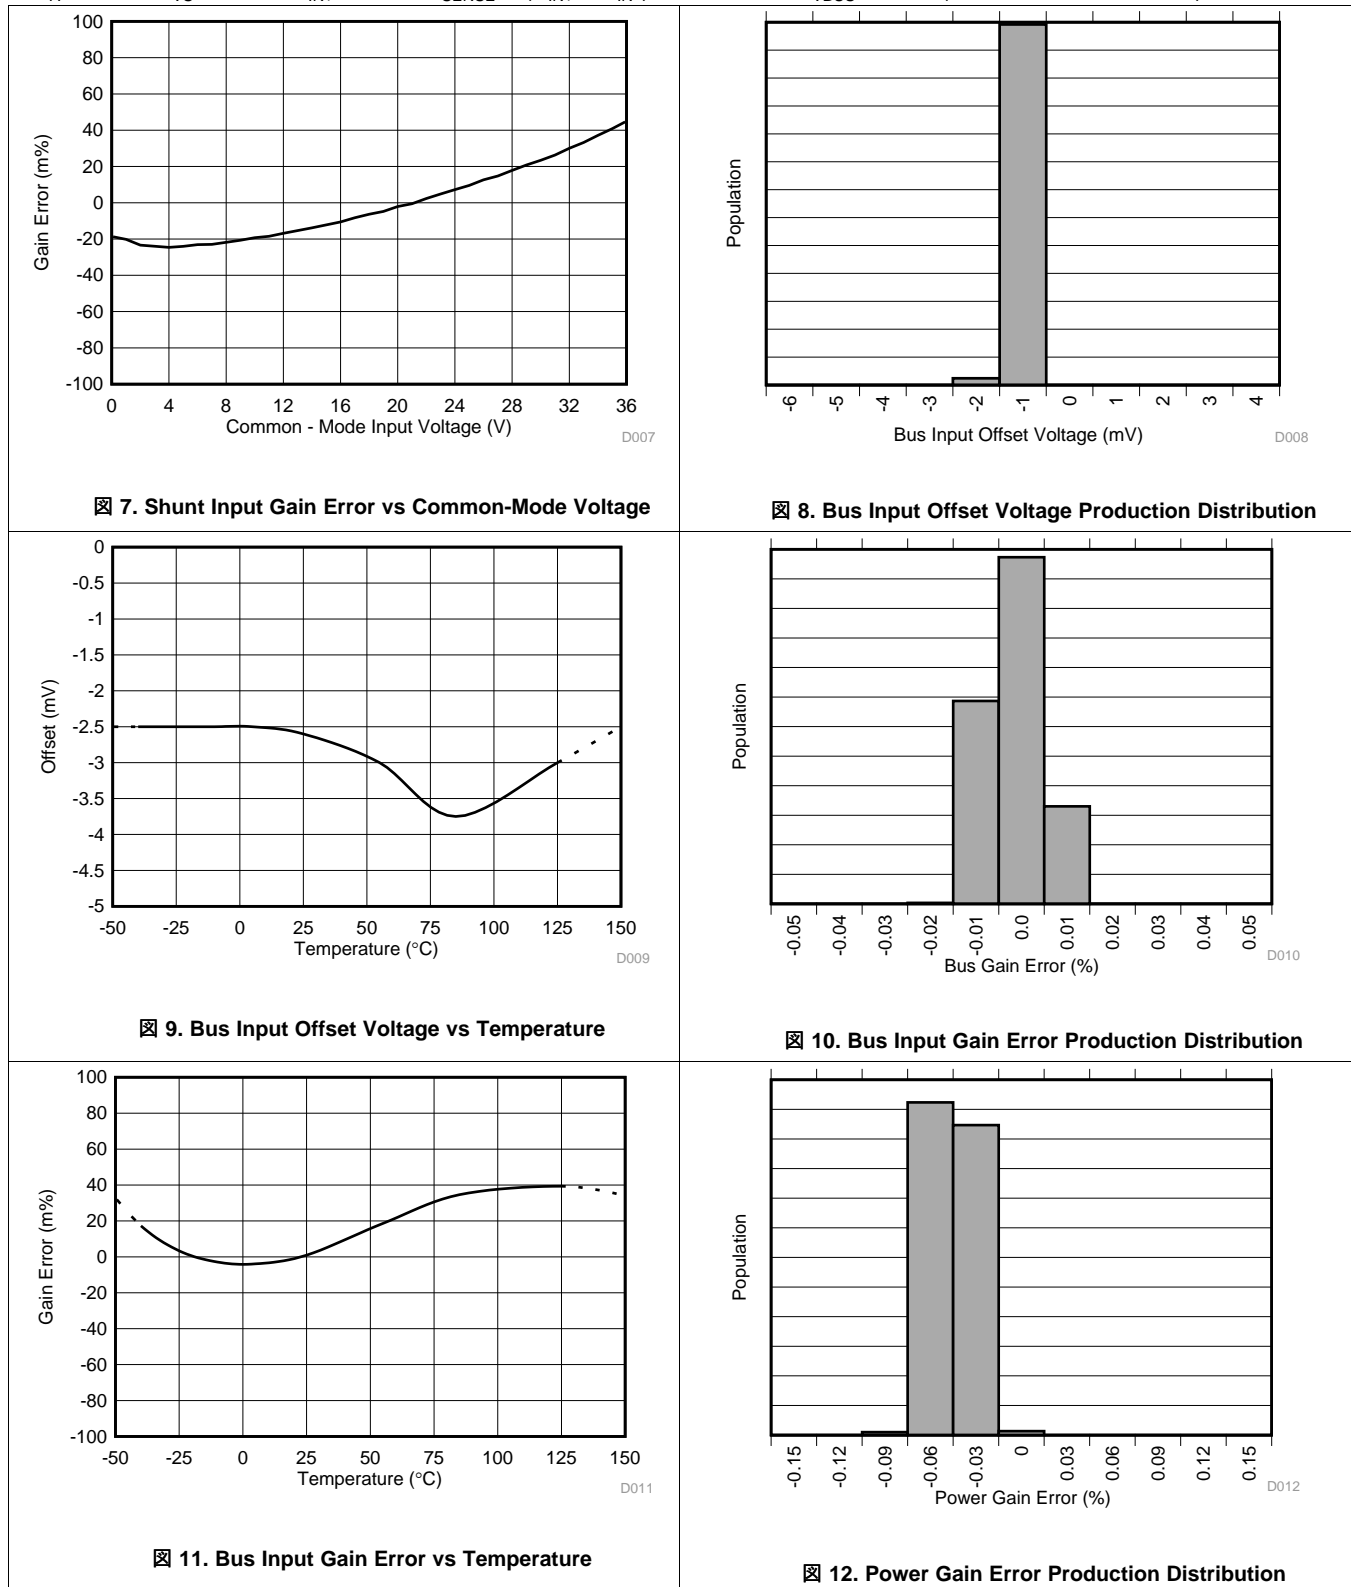 100
80
60
40
20
0
-20
-40
-60
-80
-100
Gain Error (m%)
0 4 8 12 16 20 24 28 32 36
Common - Mode Input Voltage (V)
D007
図 7. Shunt Input Gain Error vs Common-Mode Voltage
Population
-6 -5 -4 -3 -2 -1 0 1 2 3 4
Bus Input Offset Voltage (mV)
D008
図 8. Bus Input Offset Voltage Production Distribution
0
-0.5
-1
-1.5
-2
-2.5
-3
-3.5
-4
-4.5
-5
Offset (mV)
-50 -25 0 25 50 75 100 125 150
Temperature (°C)
D009
図 9. Bus Input Offset Voltage vs Temperature
Population
-0.05 -0.04 -0.03 -0.02 -0.01 0.0 0.01 0.02 0.03 0.04 0.05
Bus Gain Error (%)
D010
図 10. Bus Input Gain Error Production Distribution
100
80
60
40
20
0
-20
-40
-60
-80
-100
Gain Error (m%)
-50 -25 0 25 50 75 100 125 150
Temperature (°C)
D011
図 11. Bus Input Gain Error vs Temperature
Population
-0.15 -0.12 -0.09 -0.06 -0.03 0 0.03 0.06 0.09 0.12 0.15
Power Gain Error (%)
D012
図 12. Power Gain Error Production Distribution